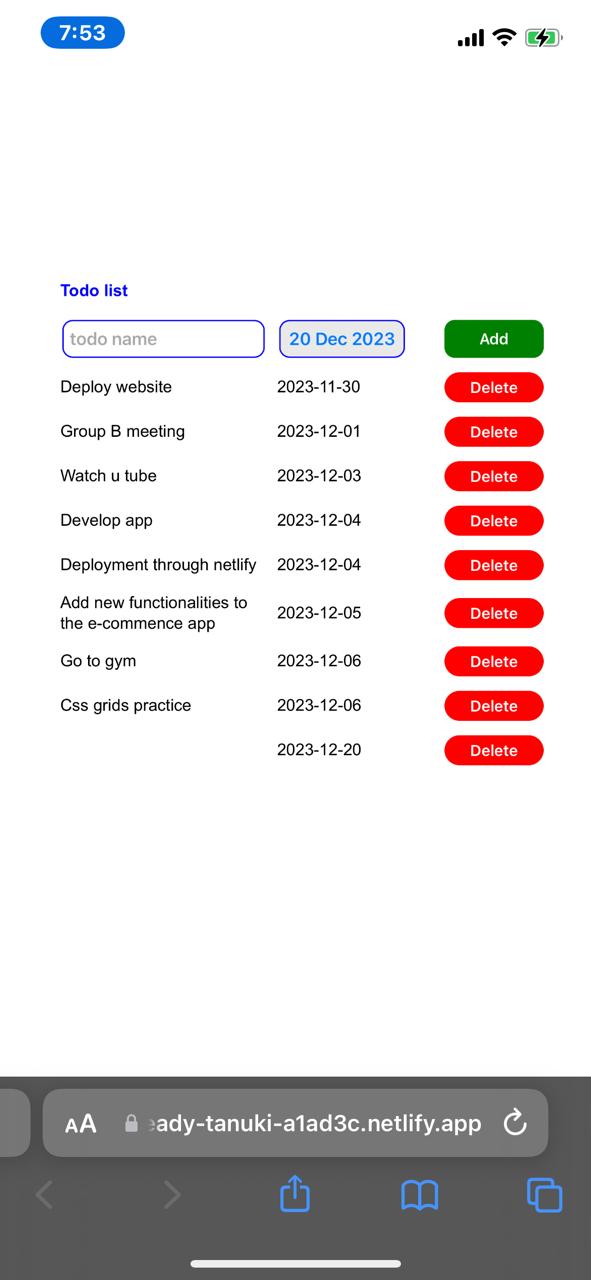 7:53
Todo list
todo name 20 Dec 2023 Add
Deploy website 2023-11-30 Delete
Group B meeting 2023-12-01 Delete
Watch u tube 2023-12-03 Delete
Develop app 2023-12-04 Delete
Deployment through netlify 2023-12-04 Delete
Add new functionalities to
the e-commence app 2023-12-05 Delete
Go to gym 2023-12-06 Delete
Css grids practice 2023-12-06 Delete
2023-12-20 Delete
AA eady-tanuki-a1ad3c.netlify.app